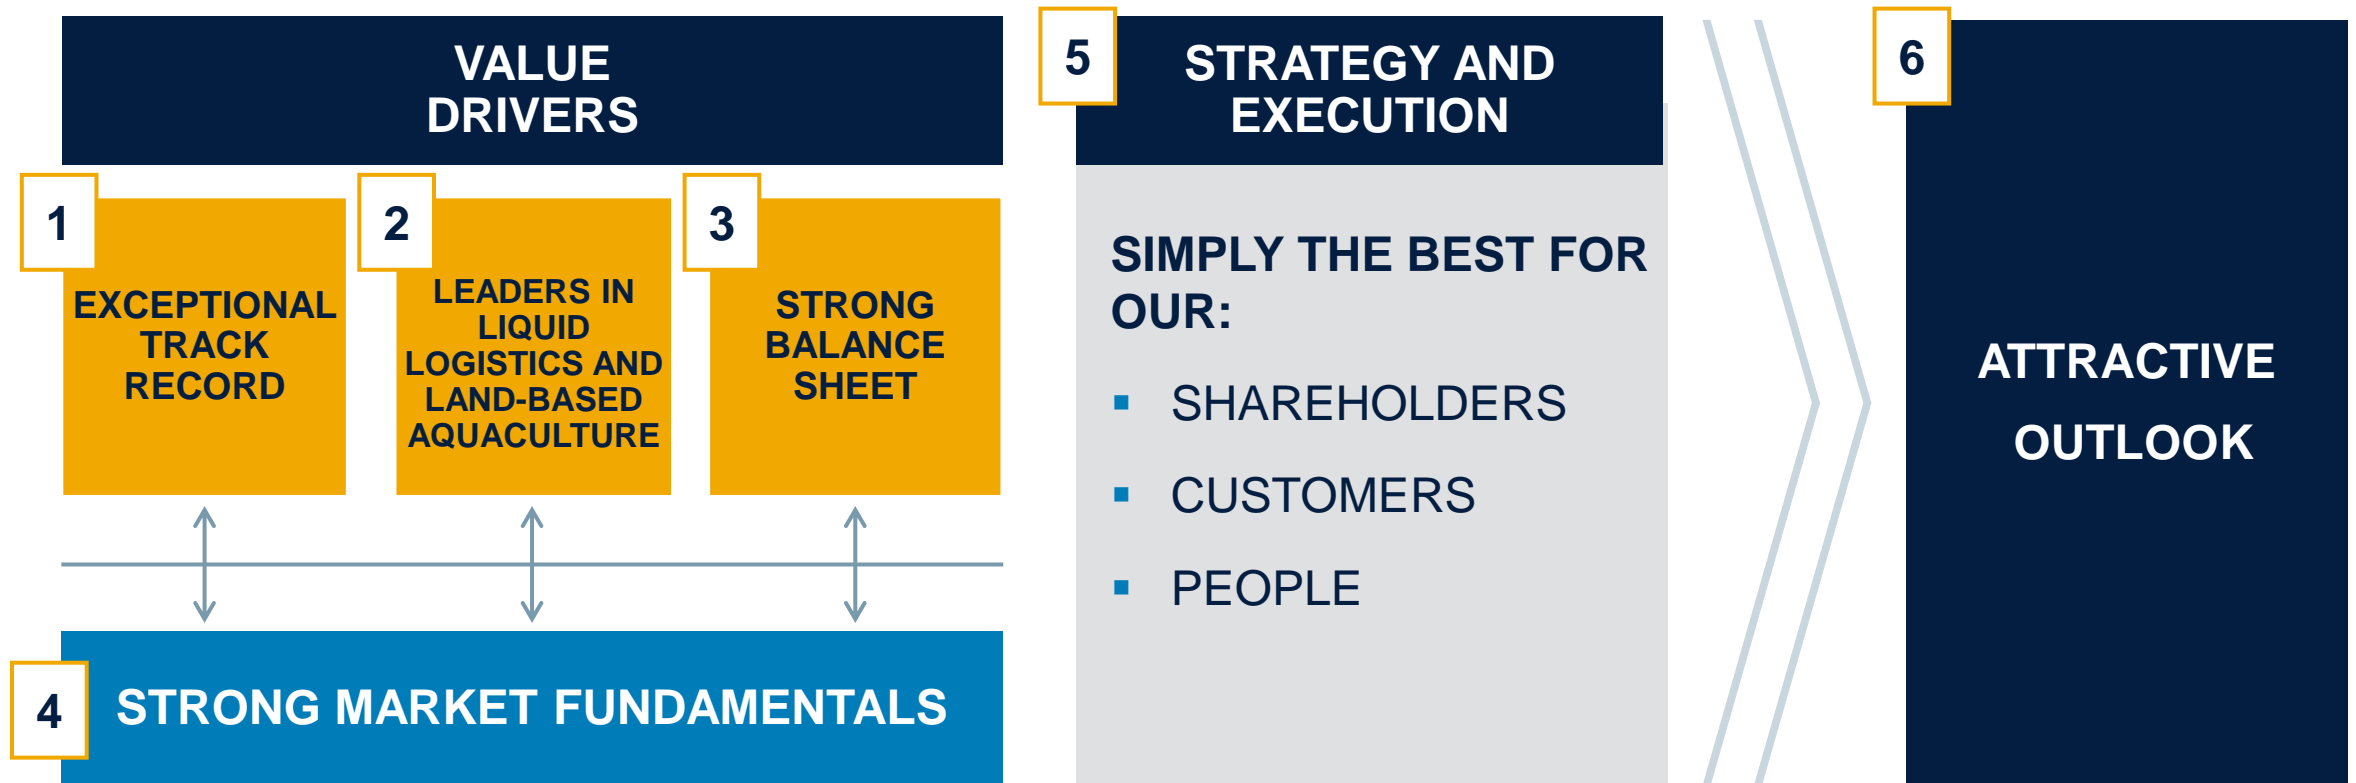 VALUE
DRIVERS
1
EXCEPTIONAL
TRACK
RECORD
2
LEADERS IN
LIQUID
LOGISTICS AND
LAND-BASED
AQUACULTURE
3
STRONG
BALANCE
SHEET
4
STRONG MARKET FUNDAMENTALS
5
STRATEGY AND
EXECUTION
SIMPLY THE BEST FOR
OUR:
▪ SHAREHOLDERS
▪ CUSTOMERS
▪ PEOPLE
6
ATTRACTIVE
OUTLOOK